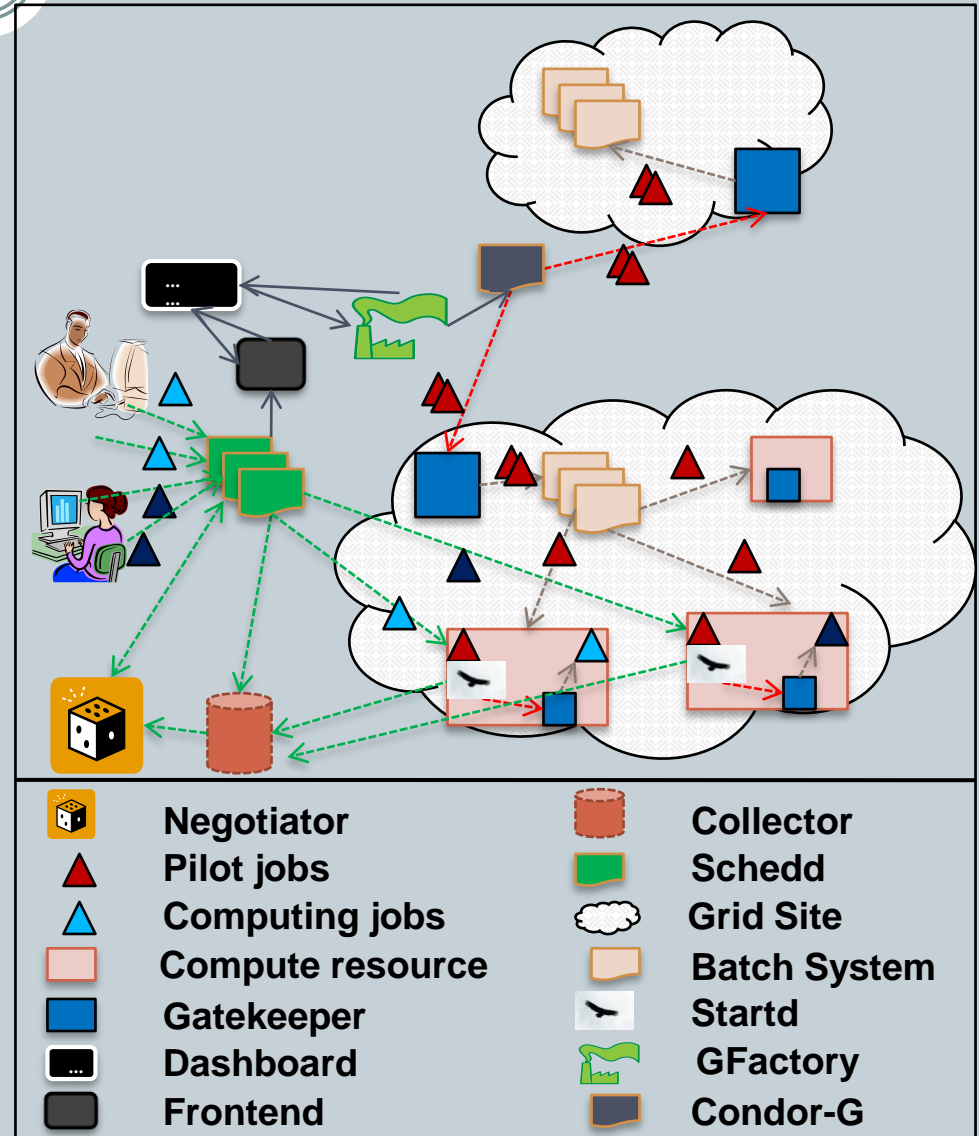 ...
...
Negotiator
Collector
Pilot jobs
Schedd
Computing jobs
Grid Site
Compute resource
Batch System
Gatekeeper
Startd
...
Dashboard
GFactory
Frontend
Condor-G